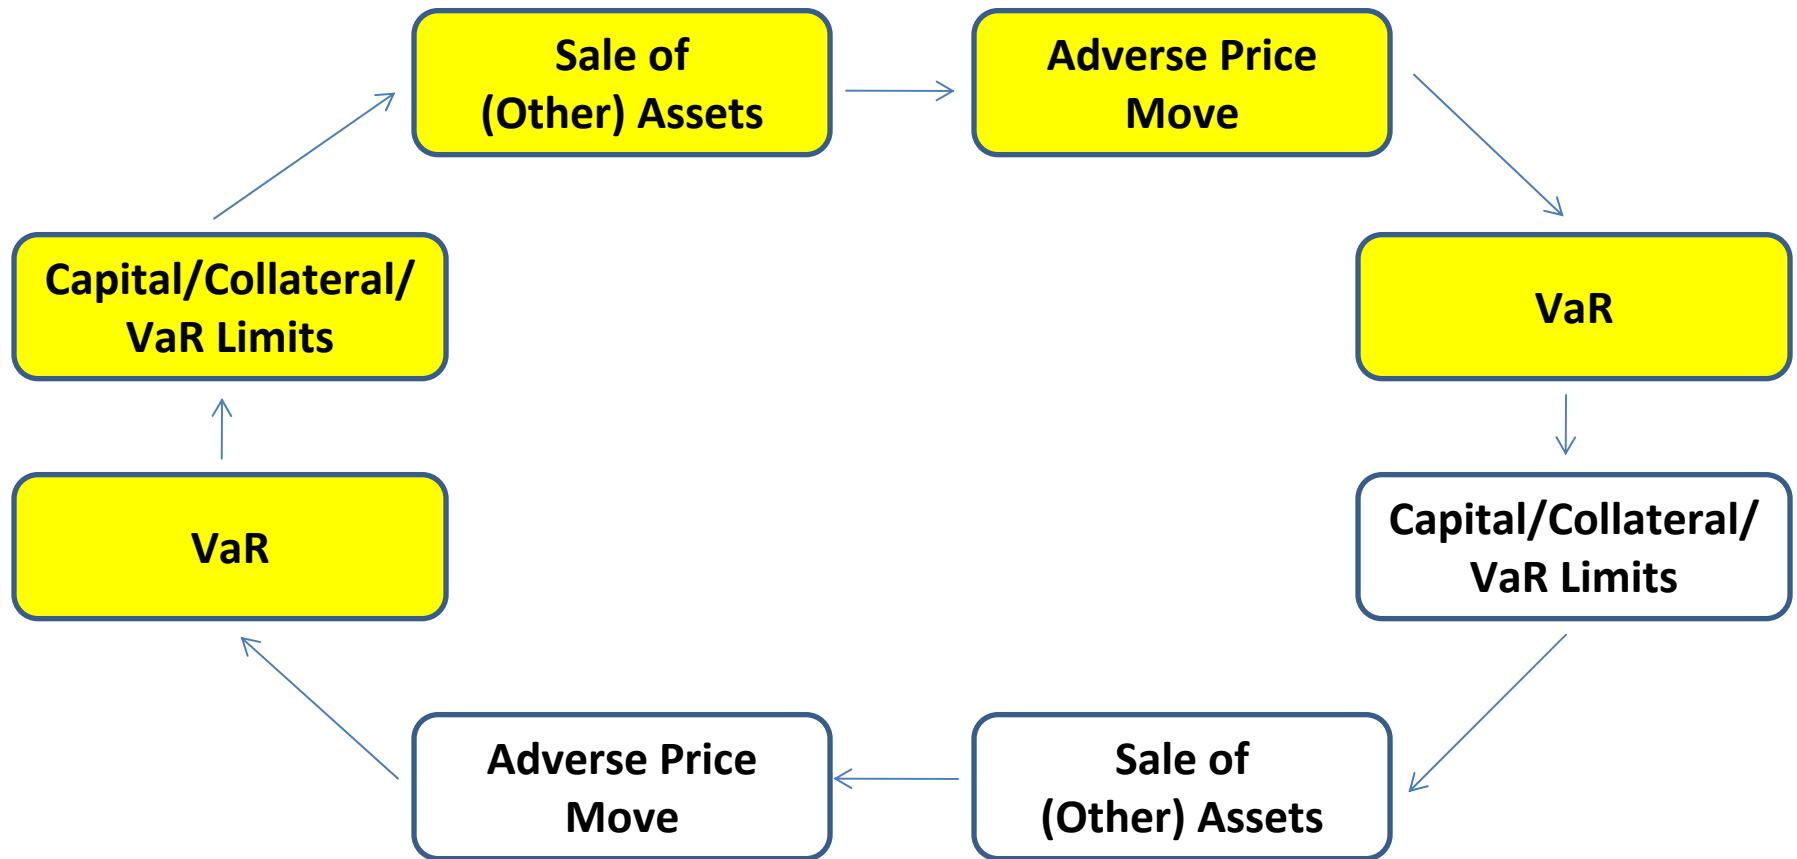 Sale of
(Other) Assets
Adverse Price
Move
Capital/Collateral/
VaR Limits
VaR
VaR
Capital/Collateral/
VaR Limits
Adverse Price
Move
Sale of
(Other) Assets